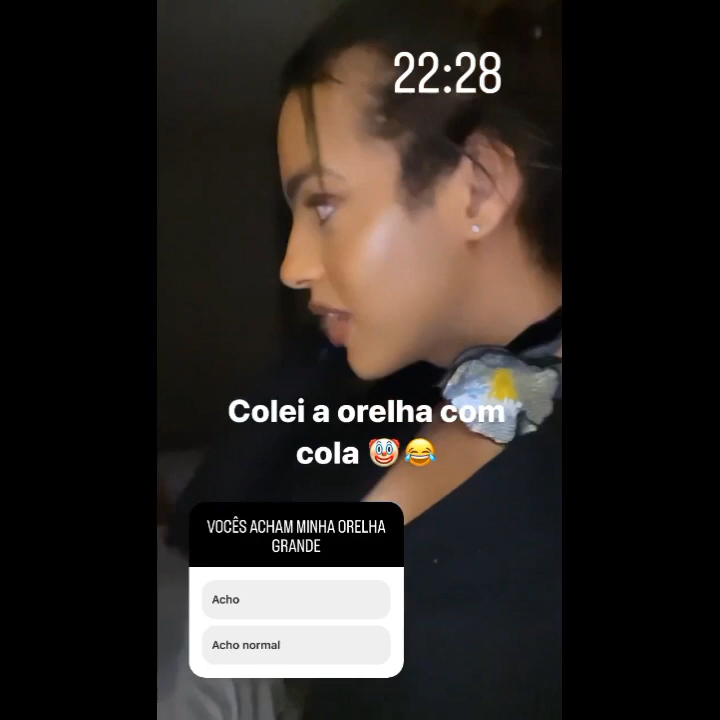 22:28
Colei a orelha com
cola 🤡😂
VOCÊS ACHAM MINHA ORELHA
GRANDE
Acho
Acho normal